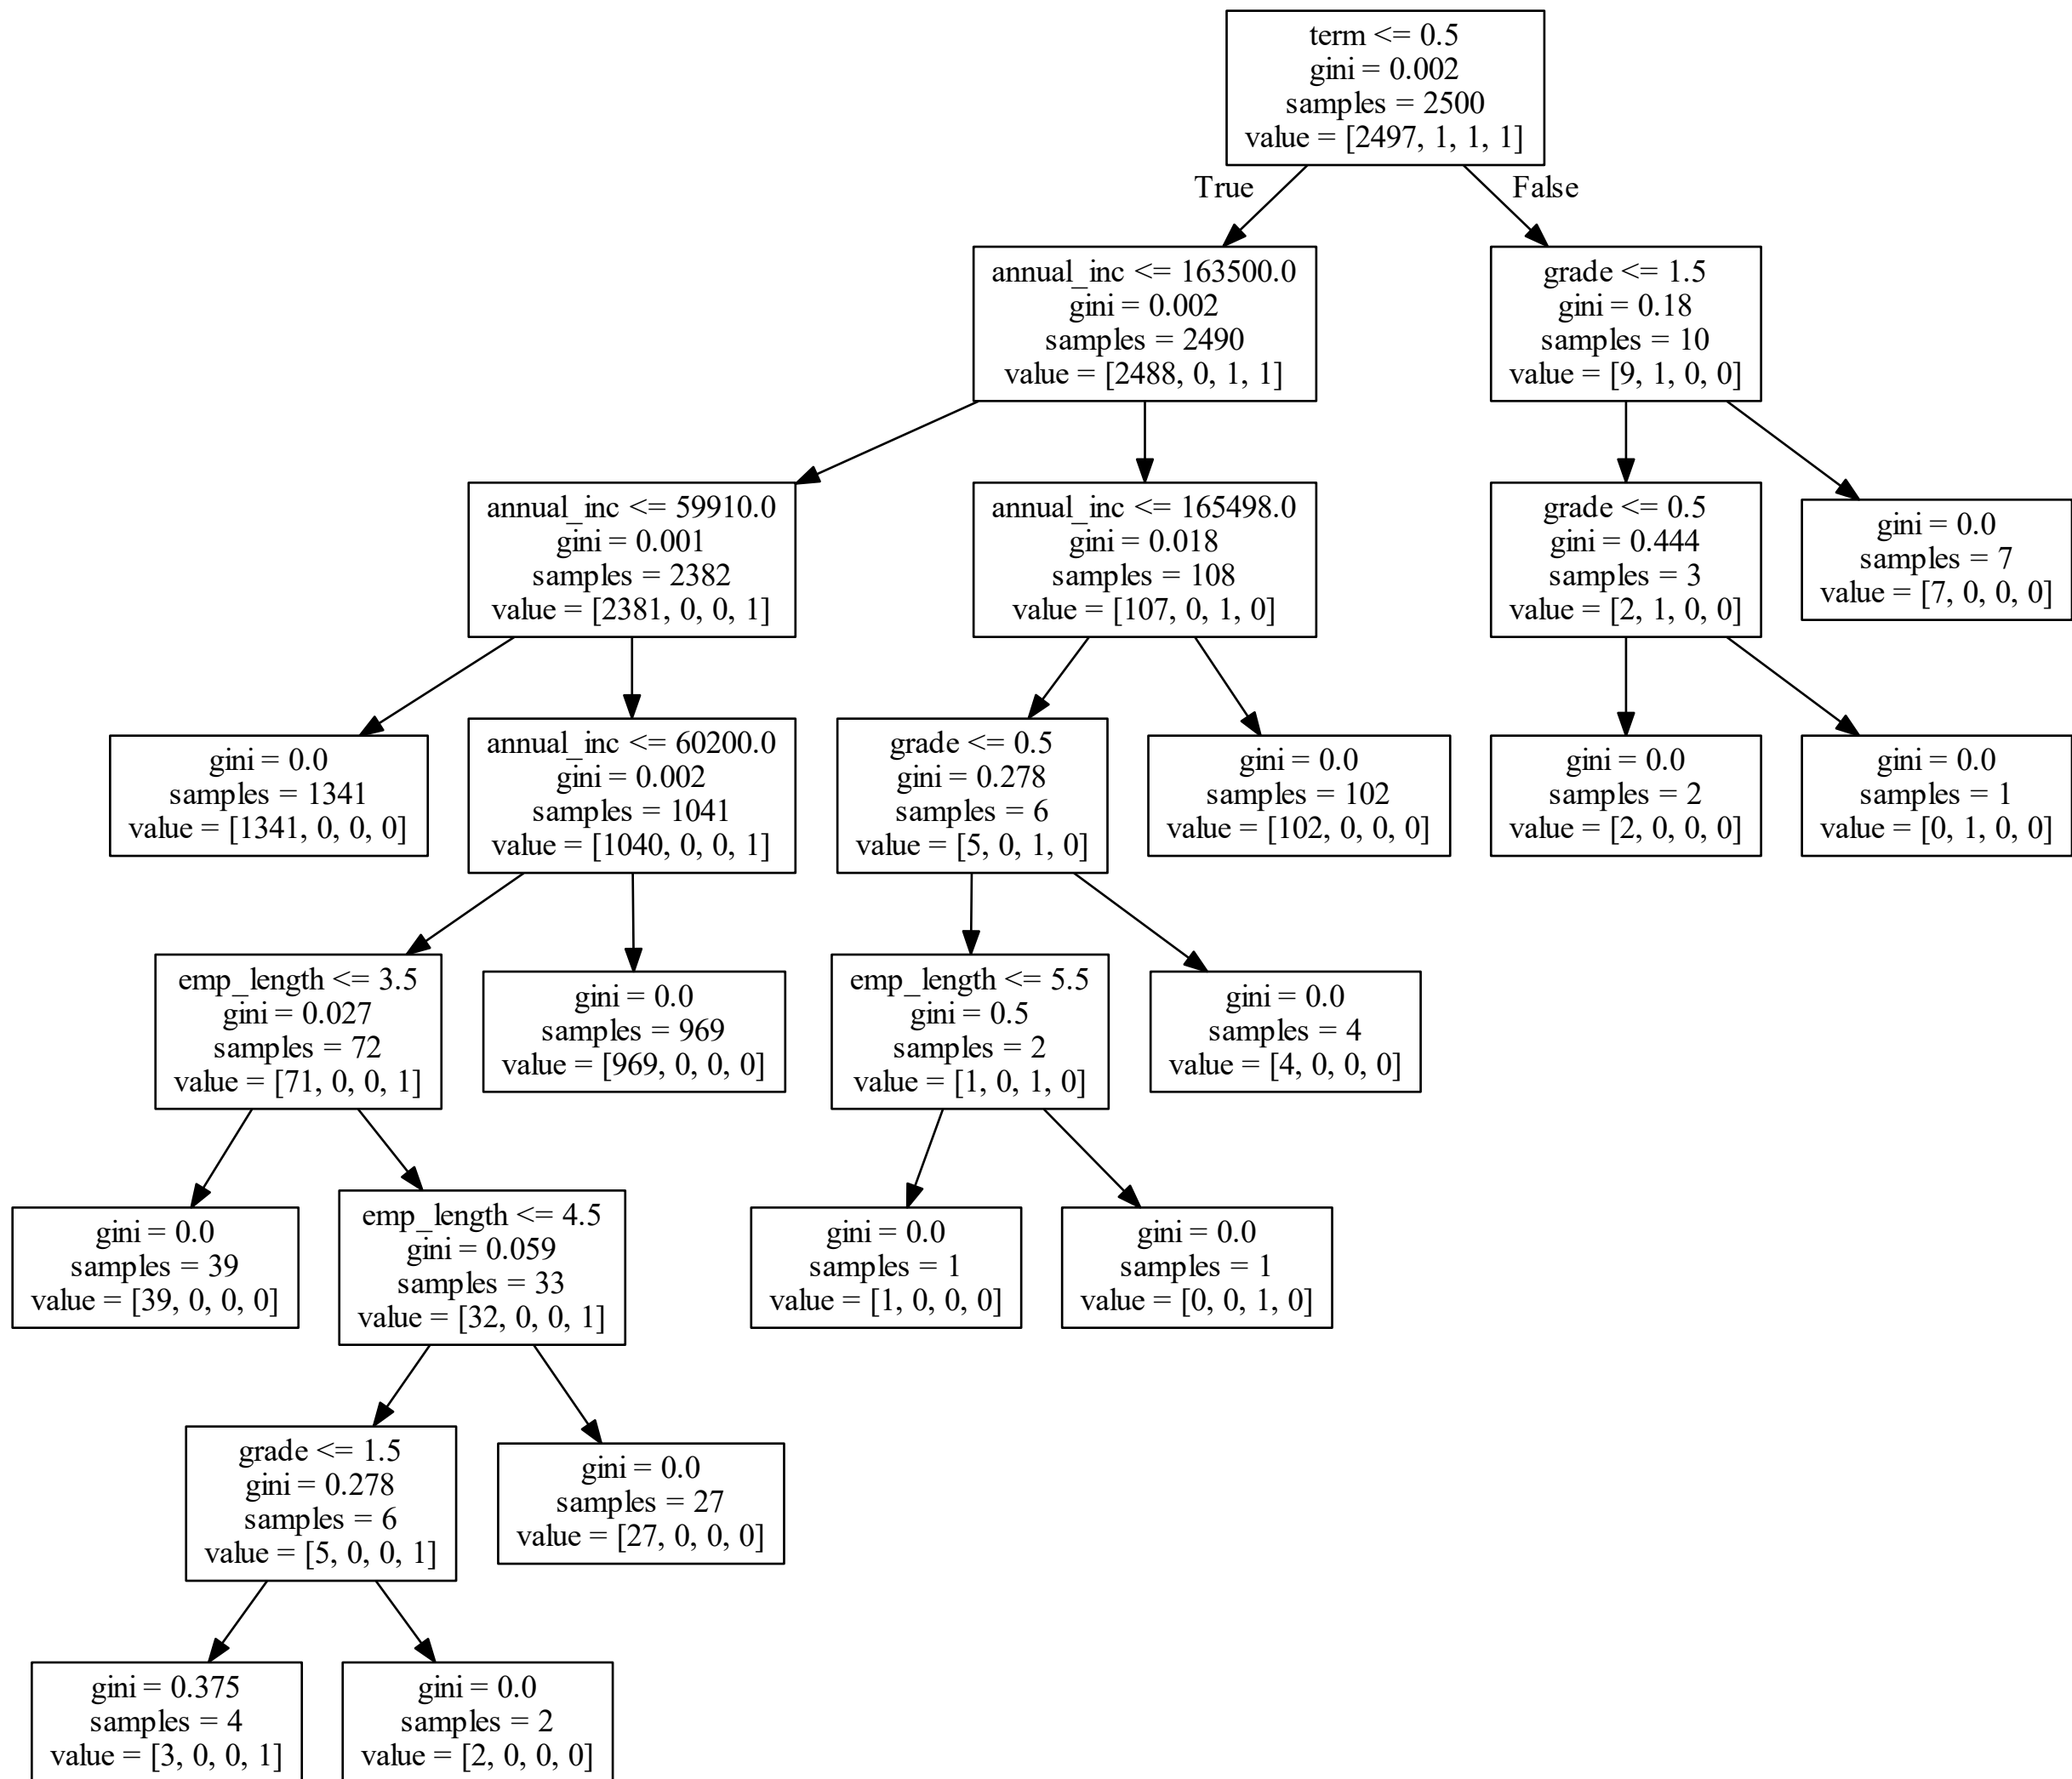 term <= 0.5
gini = 0.002
samples = 2500
value = [2497, 1, 1, 1]
True
False
annual_inc <= 163500.0
gini = 0.002
samples = 2490
value = [2488, 0, 1, 1]
grade <= 1.5
gini = 0.18
samples = 10
value = [9, 1, 0, 0]
annual_inc <= 59910.0
gini = 0.001
samples = 2382
value = [2381, 0, 0, 1]
annual_inc <= 165498.0
gini = 0.018
samples = 108
value = [107, 0, 1, 0]
grade <= 0.5
gini = 0.444
samples = 3
value = [2, 1, 0, 0]
gini = 0.0
samples = 7
value = [7, 0, 0, 0]
gini = 0.0
samples = 1341
value = [1341, 0, 0, 0]
annual_inc <= 60200.0
gini = 0.002
samples = 1041
value = [1040, 0, 0, 1]
grade <= 0.5
gini = 0.278
samples = 6
value = [5, 0, 1, 0]
gini = 0.0
samples = 102
value = [102, 0, 0, 0]
gini = 0.0
samples = 2
value = [2, 0, 0, 0]
gini = 0.0
samples = 1
value = [0, 1, 0, 0]
emp_length <= 3.5
gini = 0.027
samples = 72
value = [71, 0, 0, 1]
gini = 0.0
samples = 969
value = [969, 0, 0, 0]
emp_length <= 5.5
gini = 0.5
samples = 2
value = [1, 0, 1, 0]
gini = 0.0
samples = 4
value = [4, 0, 0, 0]
gini = 0.0
samples = 39
value = [39, 0, 0, 0]
emp_length <= 4.5
gini = 0.059
samples = 33
value = [32, 0, 0, 1]
gini = 0.0
samples = 1
value = [1, 0, 0, 0]
gini = 0.0
samples = 1
value = [0, 0, 1, 0]
grade <= 1.5
gini = 0.278
samples = 6
value = [5, 0, 0, 1]
gini = 0.0
samples = 27
value = [27, 0, 0, 0]
gini = 0.375
samples = 4
value = [3, 0, 0, 1]
gini = 0.0
samples = 2
value = [2, 0, 0, 0]